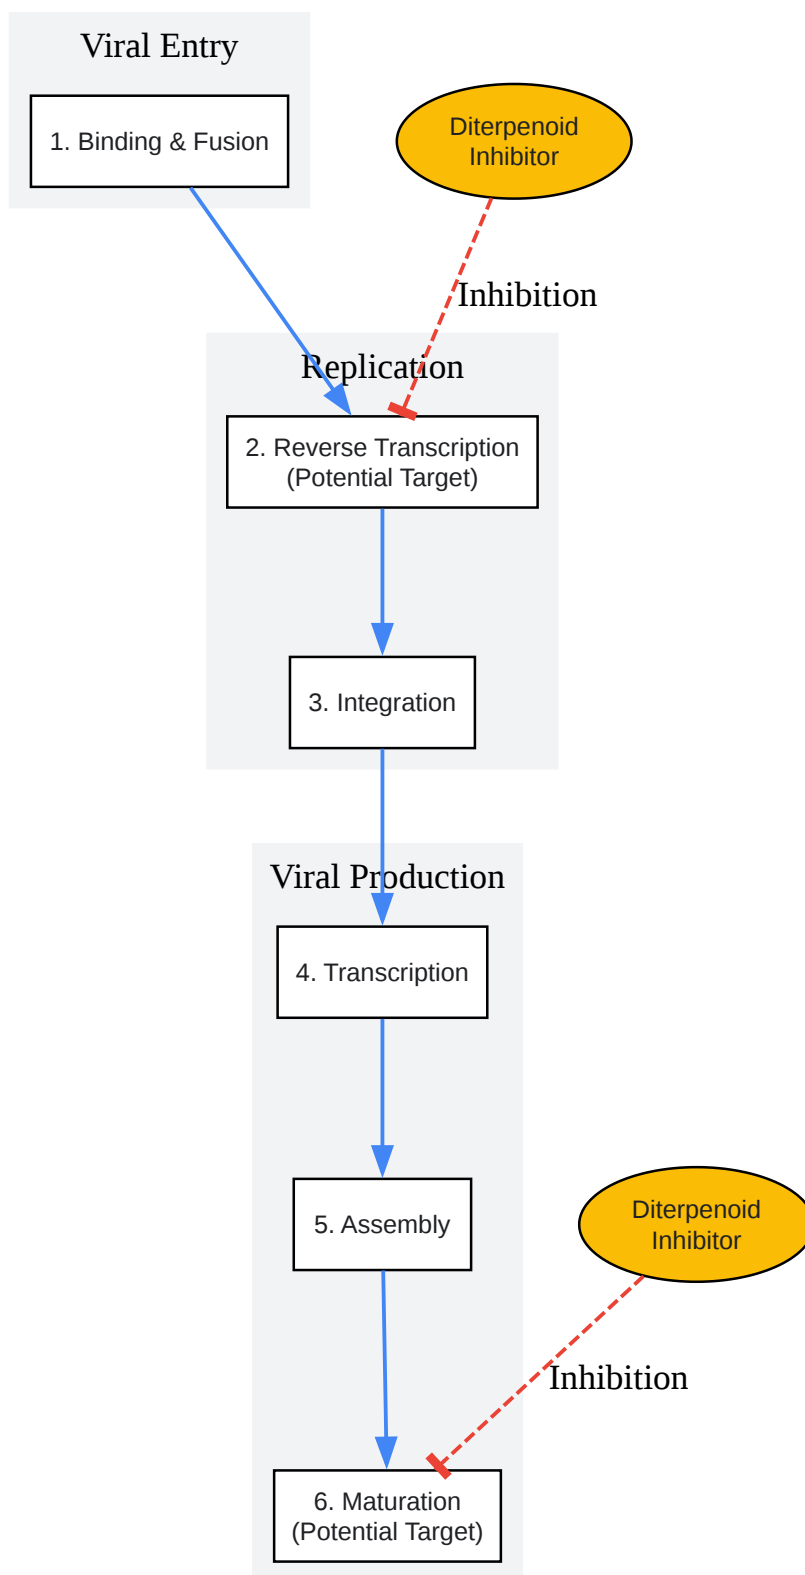 Viral Entry
1. Binding & Fusion
Diterpenoid
Inhibitor
Inhibition
Replication
2. Reverse Transcription
(Potential Target)
3. Integration
Viral Production
4. Transcription
5. Assembly
Diterpenoid
Inhibitor
Inhibition
6. Maturation
(Potential Target)